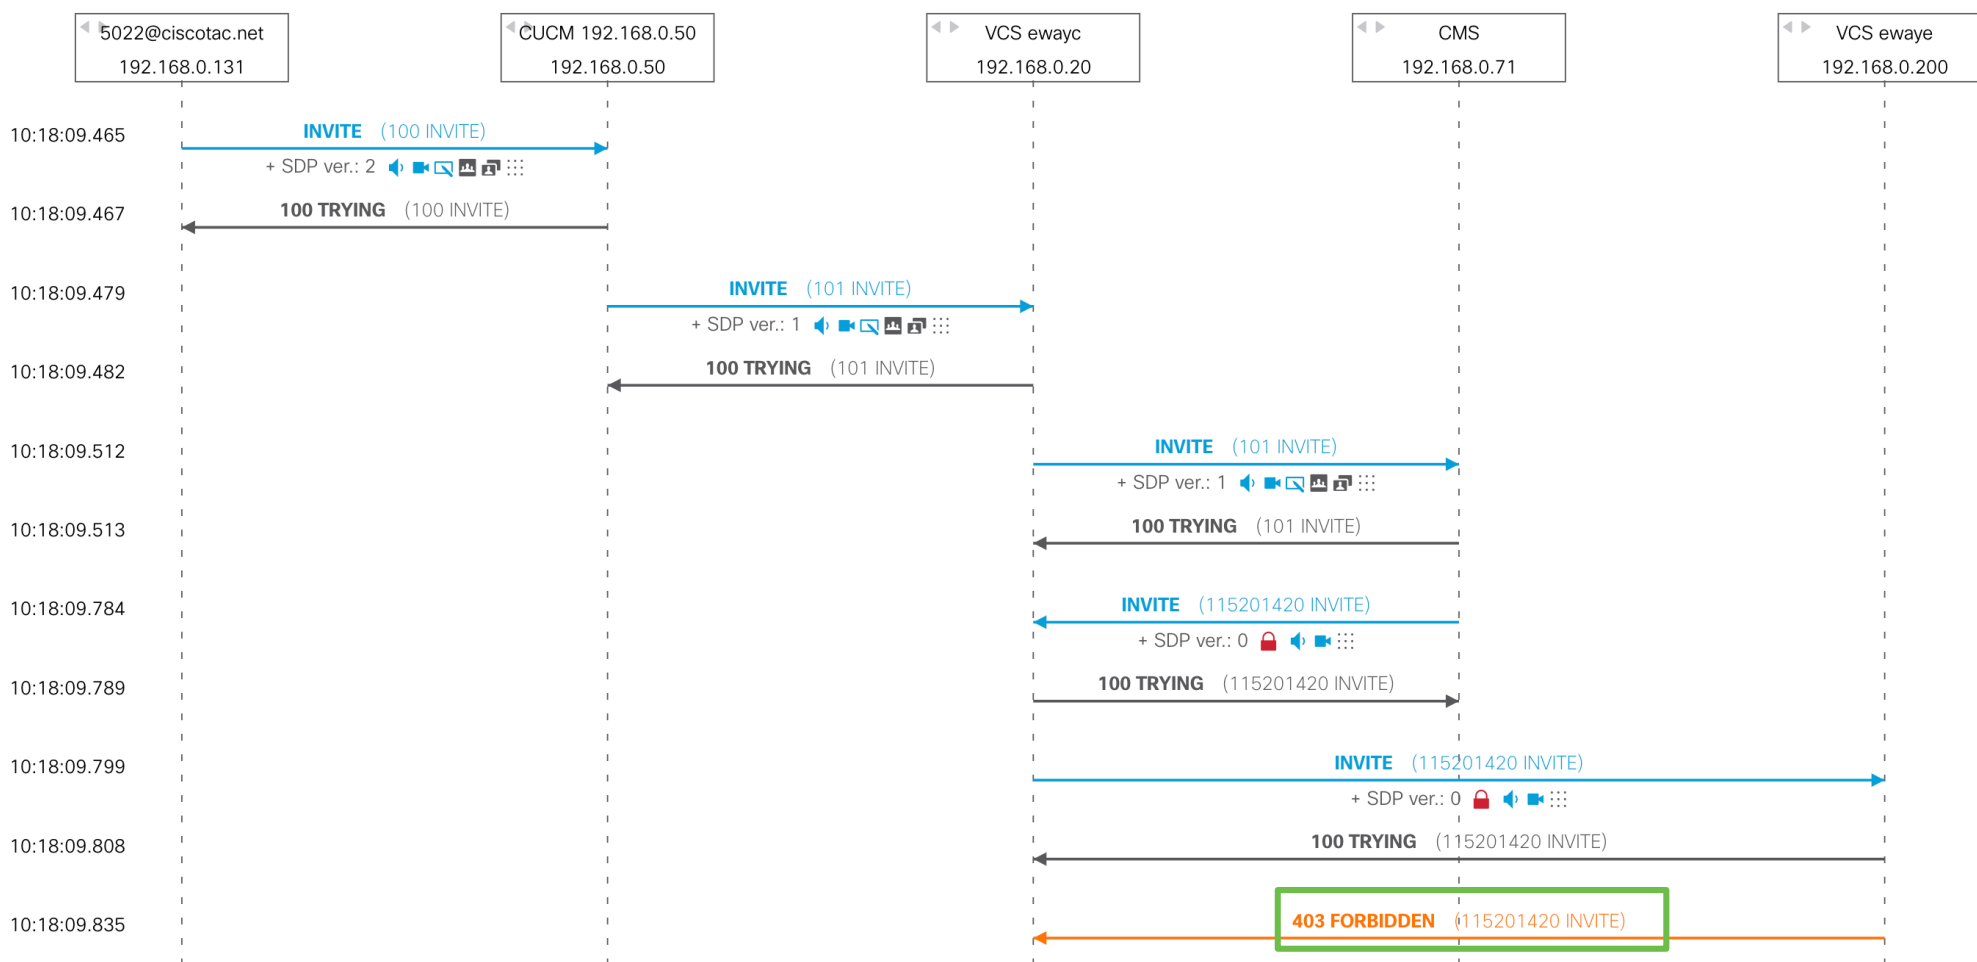 5022@ciscotac.net
192.168.0.131
CUCM 192.168.0.50
192.168.0.50
VCS ewayc
192.168.0.20
CMS
192.168.0.71
VCS ewaye
192.168.0.200
10:18:09.465
INVITE (100 INVITE)
+ SDP ver.: 2
10:18:09.467
100 TRYING (100 INVITE)
10:18:09.479
INVITE (101 INVITE)
+ SDP ver.: 1
10:18:09.482
100 TRYING (101 INVITE)
10:18:09.512
INVITE (101 INVITE)
+ SDP ver.: 1
10:18:09.513
100 TRYING (101 INVITE)
10:18:09.784
INVITE (115201420 INVITE)
+ SDP ver.: 0
10:18:09.789
100 TRYING (115201420 INVITE)
10:18:09.799
INVITE (115201420 INVITE)
+ SDP ver.: 0
10:18:09.808
100 TRYING (115201420 INVITE)
10:18:09.835
403 FORBIDDEN (115201420 INVITE)